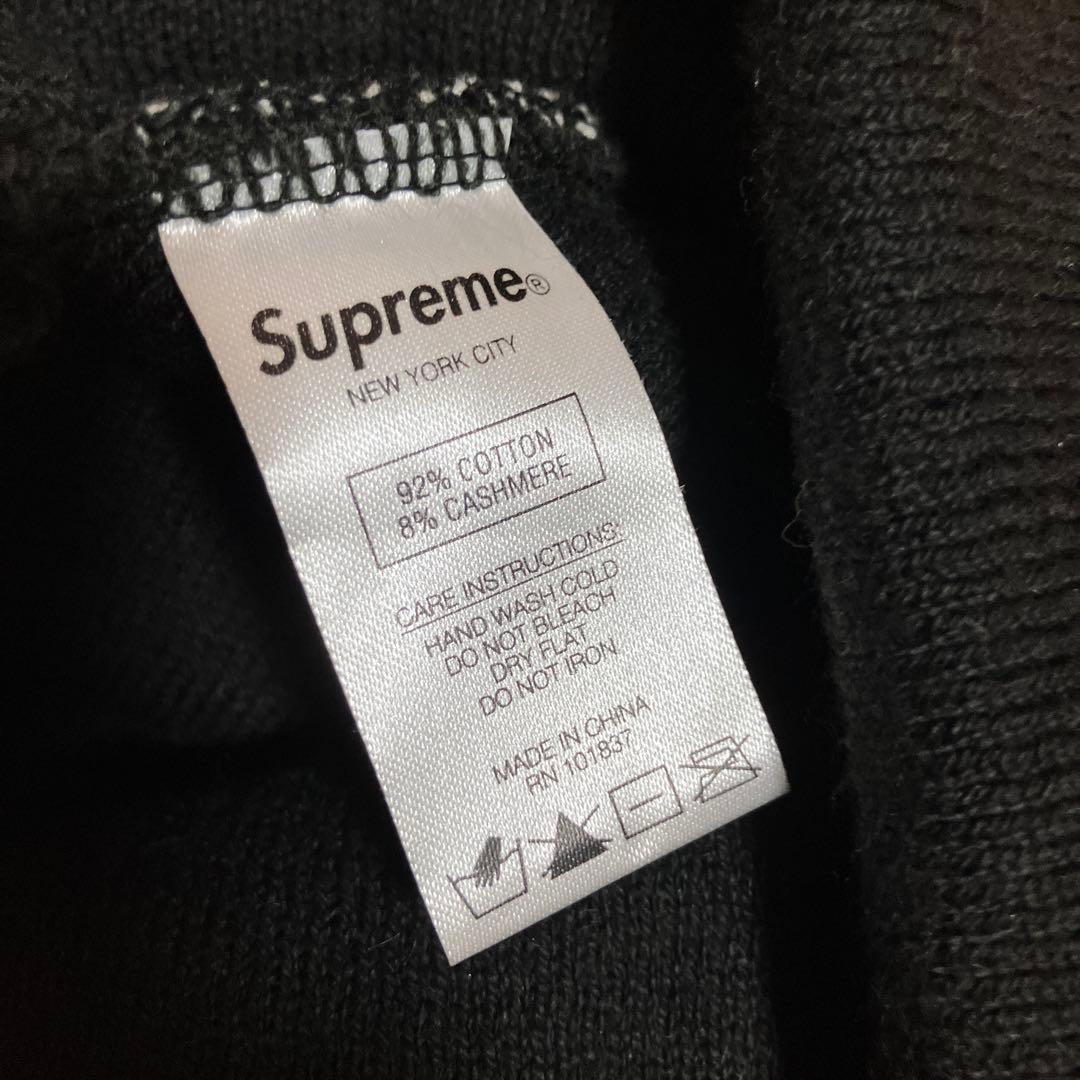 Supreme®
NEW YORK CITY
92% COTTON
8% CASHMERE
CARE INSTRUCTIONS:
HAND WASH COLD
DO NOT BLEACH
DRY FLAT
DO NOT IRON
MADE IN CHINA
RN 101837